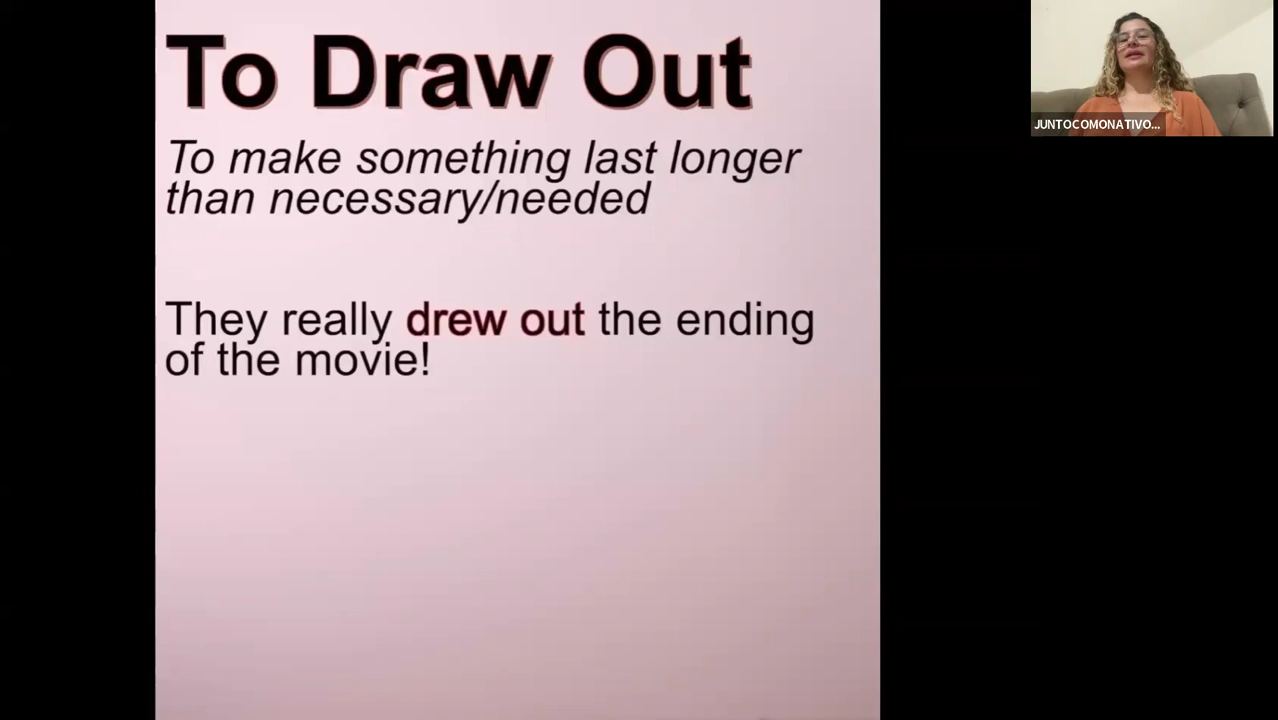 To Draw Out
To make something last longer
than necessary/needed
They really drew out the ending
of the movie!
JUNTOCOMONATIVO...